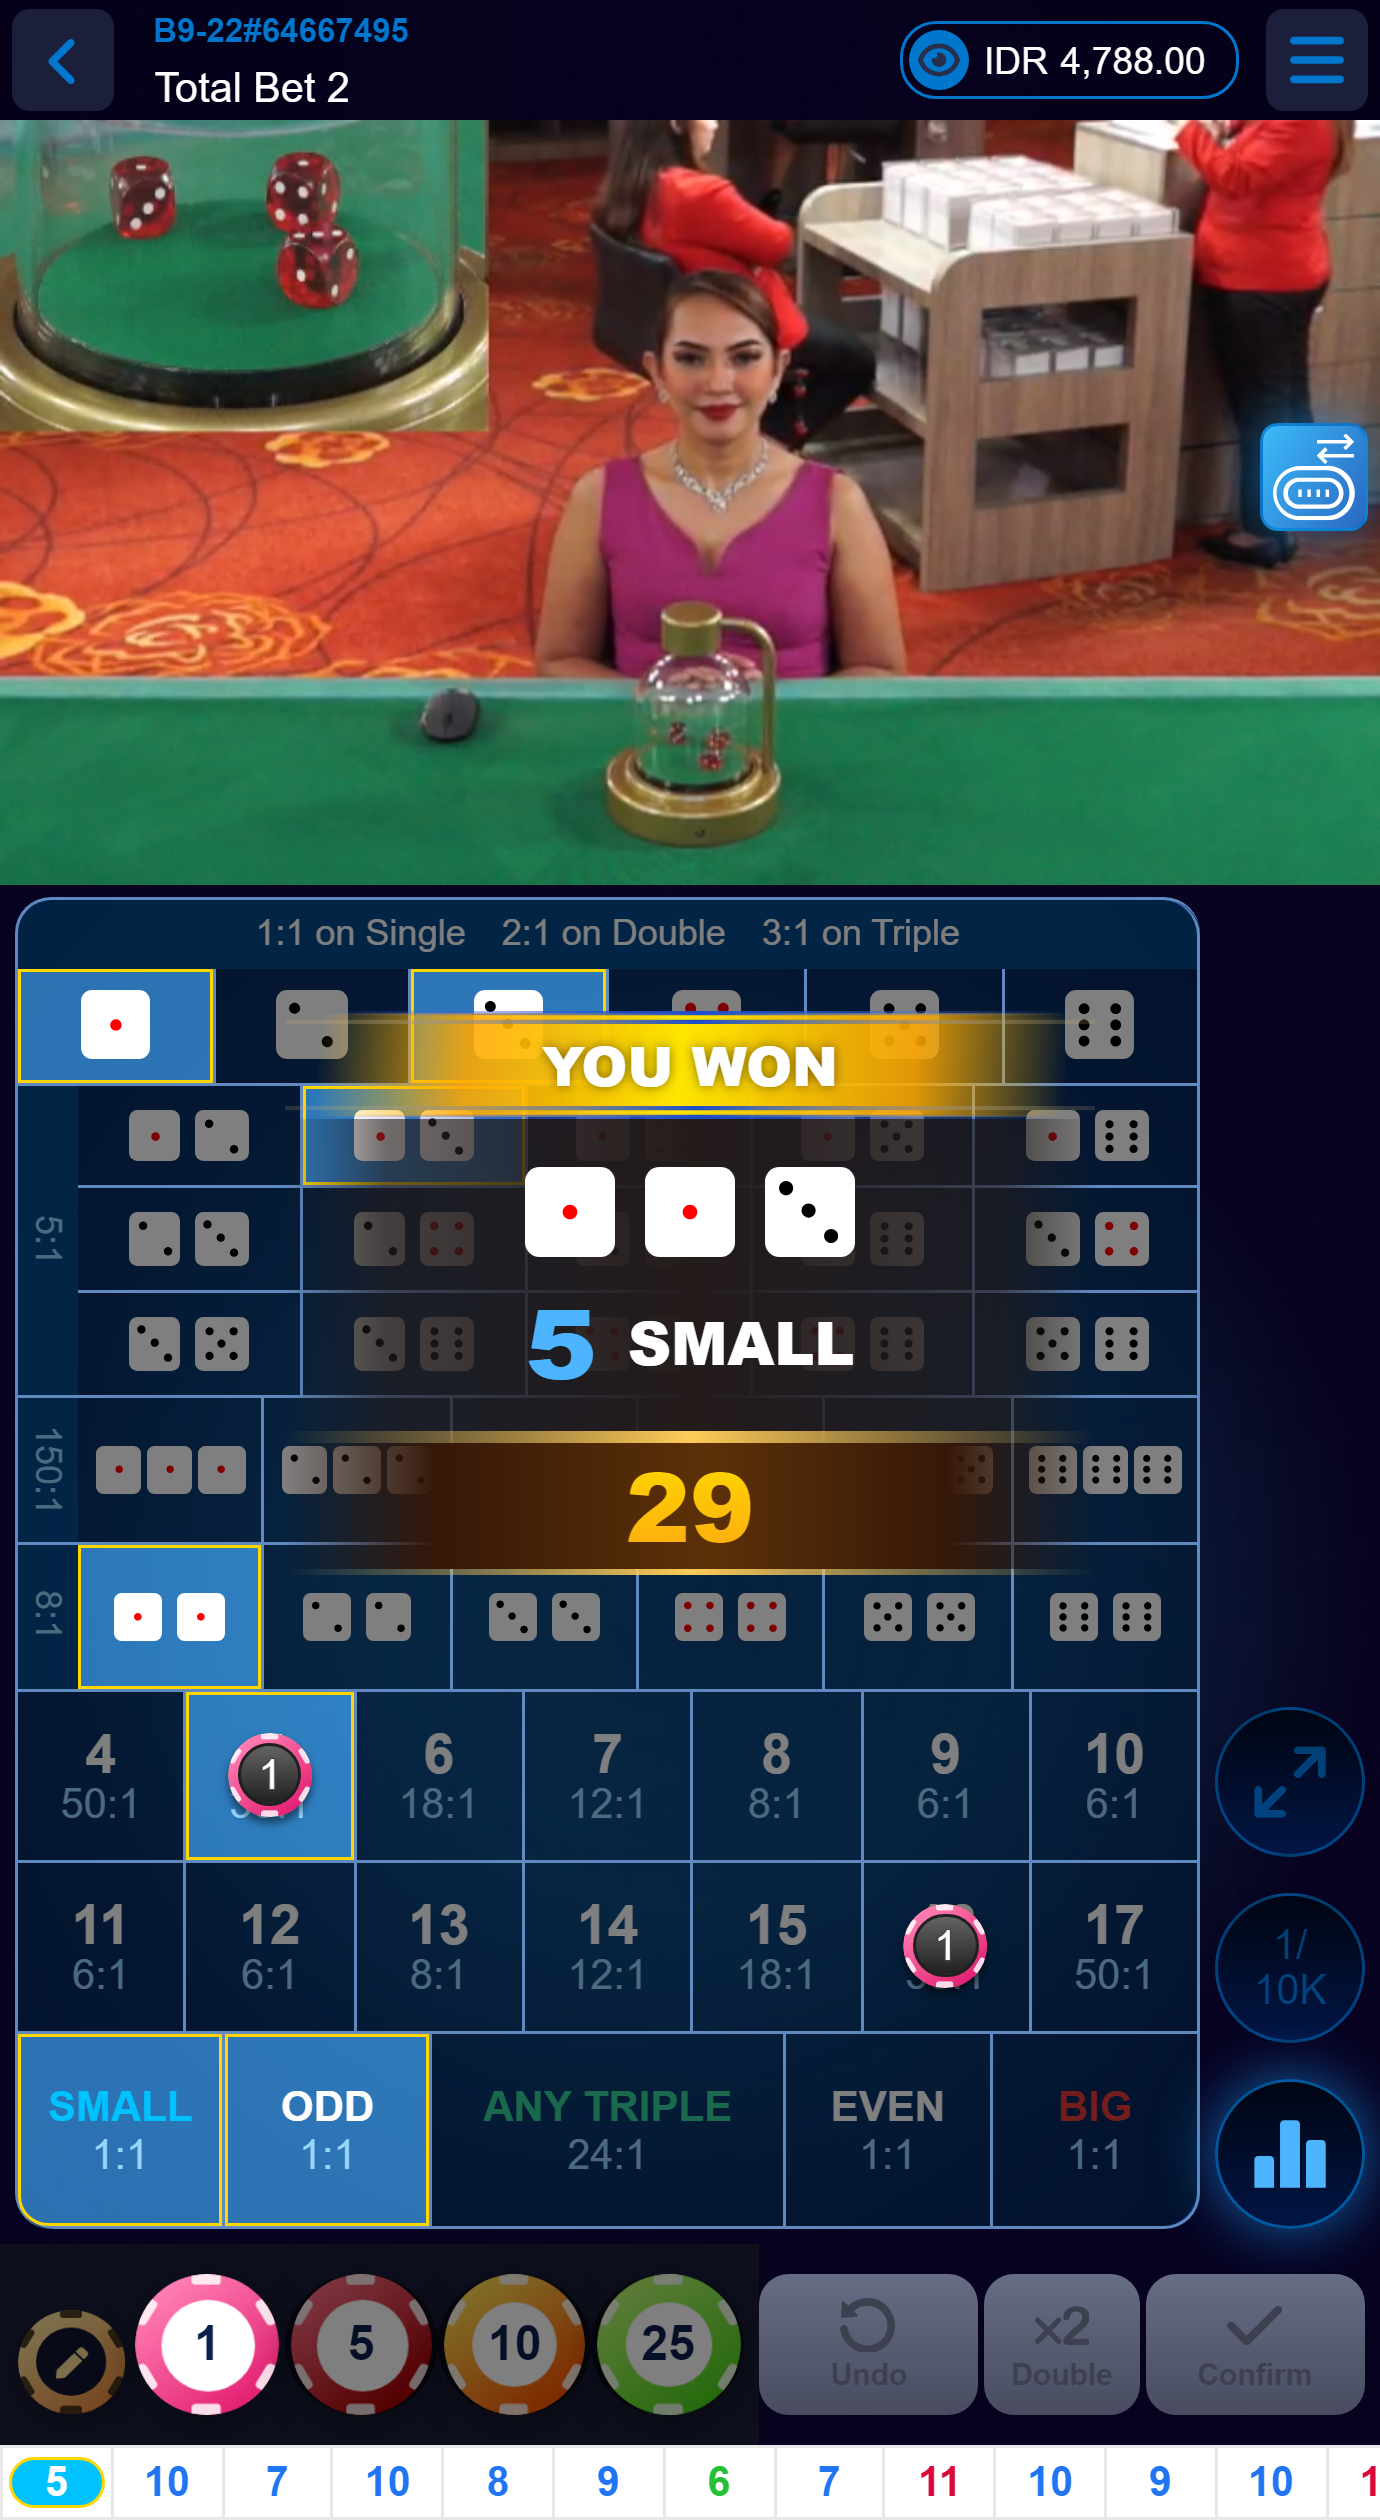 B9-22#64667495
Total Bet 2
IDR 4,788.00
1:1 on Single 2:1 on Double 3:1 on Triple
YOU WON
5:1
5 SMALL
150:1
29
8:1
4 1 6 7 8 9 10
50:1 18:1 12:1 8:1 6:1 6:1
11 12 13 14 15 1 17
6:1 6:1 8:1 12:1 18:1 50:1
1/
10K
SMALL ODD ANY TRIPLE EVEN BIG
1:1 1:1 24:1 1:1 1:1
1 5 10 25
x2
Undo Double Confirm
5 10 7 10 8 9 6 7 11 10 9 10